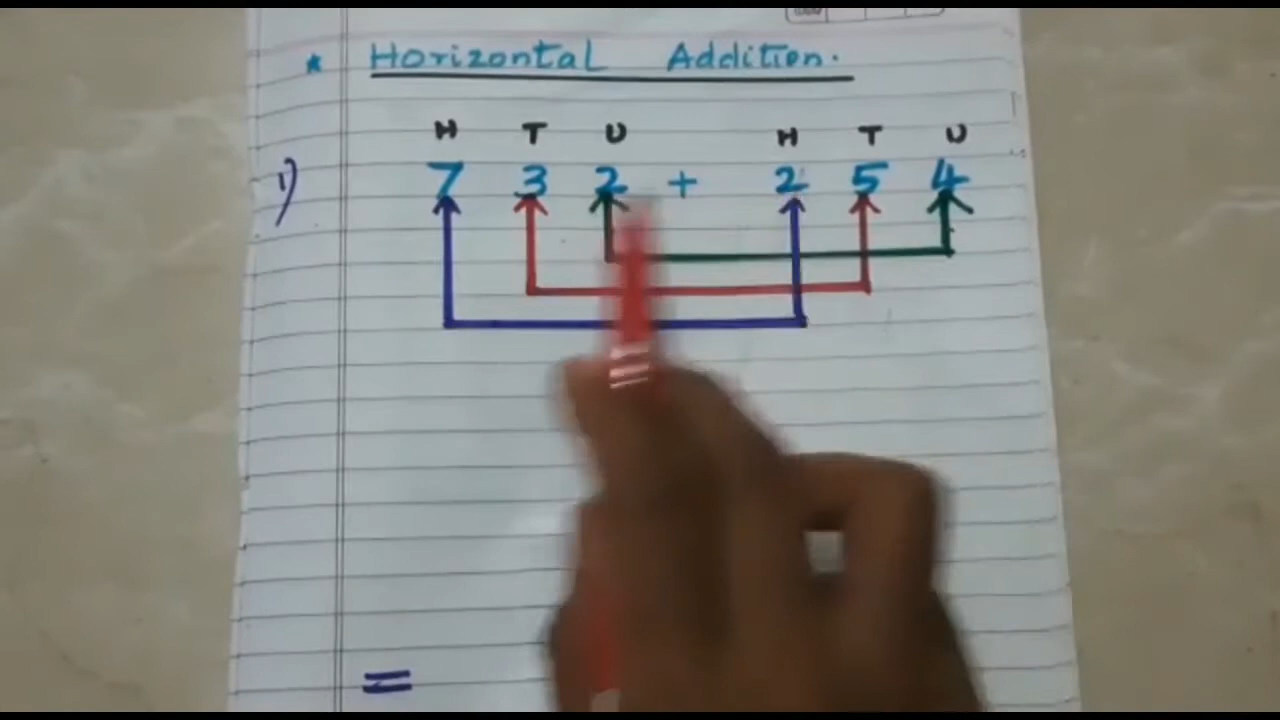 * Horizontal Addition.
H T U H T U
1) 7 3 2 + 2 5 4
=